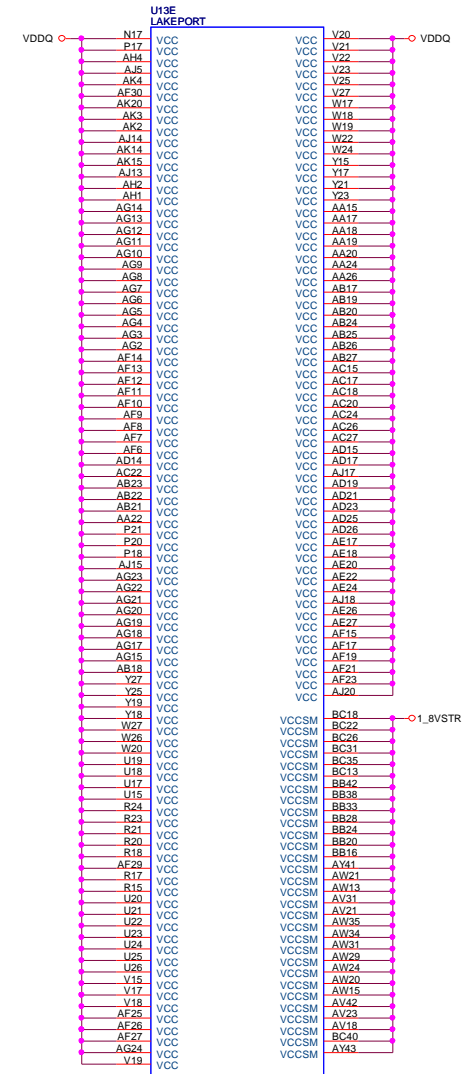 U13E
LAKEPORT
VDDQ
N17 VCC
P17 VCC
AH4 VCC
AJ5 VCC
AK4 VCC
AF30 VCC
AK20 VCC
AK3 VCC
AK2 VCC
AJ14 VCC
AK14 VCC
AK15 VCC
AJ13 VCC
AH2 VCC
AH1 VCC
AG14 VCC
AG13 VCC
AG12 VCC
AG11 VCC
AG10 VCC
AG9 VCC
AG8 VCC
AG7 VCC
AG6 VCC
AG5 VCC
AG4 VCC
AG3 VCC
AG2 VCC
AF14 VCC
AF13 VCC
AF12 VCC
AF11 VCC
AF10 VCC
AF9 VCC
AF8 VCC
AF7 VCC
AF6 VCC
AD14 VCC
AC22 VCC
AB23 VCC
AB22 VCC
AB21 VCC
AA22 VCC
P21 VCC
P20 VCC
P18 VCC
AJ15 VCC
AG23 VCC
AG22 VCC
AG21 VCC
AG20 VCC
AG19 VCC
AG18 VCC
AG17 VCC
AG15 VCC
AB18 VCC
Y27 VCC
Y25 VCC
Y19 VCC
Y18 VCC
W27 VCC
W26 VCC
W20 VCC
U19 VCC
U18 VCC
U17 VCC
U15 VCC
R24 VCC
R23 VCC
R21 VCC
R20 VCC
R18 VCC
AF29 VCC
R17 VCC
R15 VCC
U20 VCC
U21 VCC
U22 VCC
U23 VCC
U24 VCC
U25 VCC
U26 VCC
V15 VCC
V17 VCC
V18 VCC
AF25 VCC
AF26 VCC
AF27 VCC
AG24 VCC
V19 VCC
VCC V20
VDDQ
VCC V21
VCC V22
VCC V23
VCC V25
VCC V27
VCC W17
VCC W18
VCC W19
VCC W22
VCC W24
VCC Y15
VCC Y17
VCC Y21
VCC Y23
VCC AA15
VCC AA17
VCC AA18
VCC AA19
VCC AA20
VCC AA24
VCC AA26
VCC AB17
VCC AB19
VCC AB20
VCC AB24
VCC AB25
VCC AB26
VCC AB27
VCC AC15
VCC AC17
VCC AC18
VCC AC20
VCC AC24
VCC AC26
VCC AC27
VCC AD15
VCC AD17
VCC AJ17
VCC AD19
VCC AD21
VCC AD23
VCC AD25
VCC AD26
VCC AE17
VCC AE18
VCC AE20
VCC AE22
VCC AE24
VCC AJ18
VCC AE26
VCC AE27
VCC AF15
VCC AF17
VCC AF19
VCC AF21
VCC AF23
VCC AJ20
VCCSM BC18
1_8VSTR
VCCSM BC22
VCCSM BC26
VCCSM BC31
VCCSM BC35
VCCSM BC13
VCCSM BB42
VCCSM BB38
VCCSM BB33
VCCSM BB28
VCCSM BB24
VCCSM BB20
VCCSM BB16
VCCSM AY41
VCCSM AW21
VCCSM AW13
VCCSM AV31
VCCSM AV21
VCCSM AW35
VCCSM AW34
VCCSM AW31
VCCSM AW29
VCCSM AW24
VCCSM AW20
VCCSM AW15
VCCSM AV42
VCCSM AV23
VCCSM AV18
VCCSM BC40
VCCSM AY43